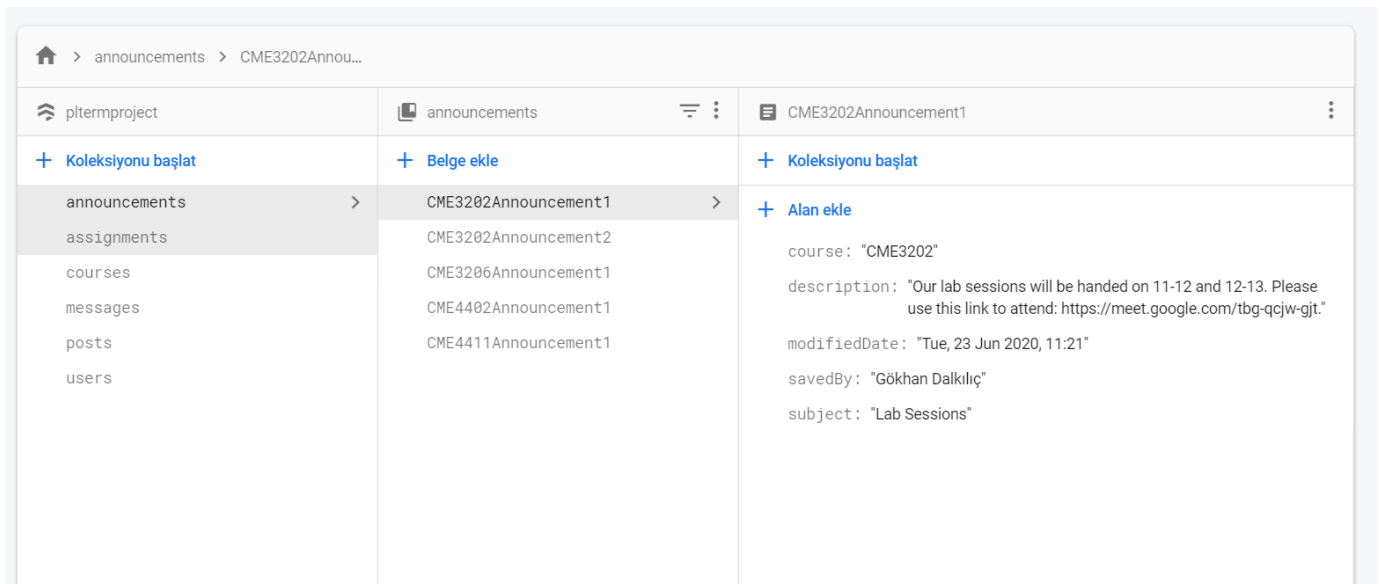 announcements > CME3202Annou...
pltermproject
+ Koleksiyonu başlat
announcements
assignments
courses
messages
posts
users
announcements
+ Belge ekle
CME3202Announcement1
CME3202Announcement2
CME3206Announcement1
CME4402Announcement1
CME4411Announcement1
CME3202Announcement1
+ Koleksiyonu başlat
+ Alan ekle
course: "CME3202"
description: "Our lab sessions will be handed on 11-12 and 12-13. Please
use this link to attend: https://meet.google.com/tbg-qcjw-gjt."
modifiedDate: "Tue, 23 Jun 2020, 11:21"
savedBy: "Gökhan Dalkılıç"
subject: "Lab Sessions"